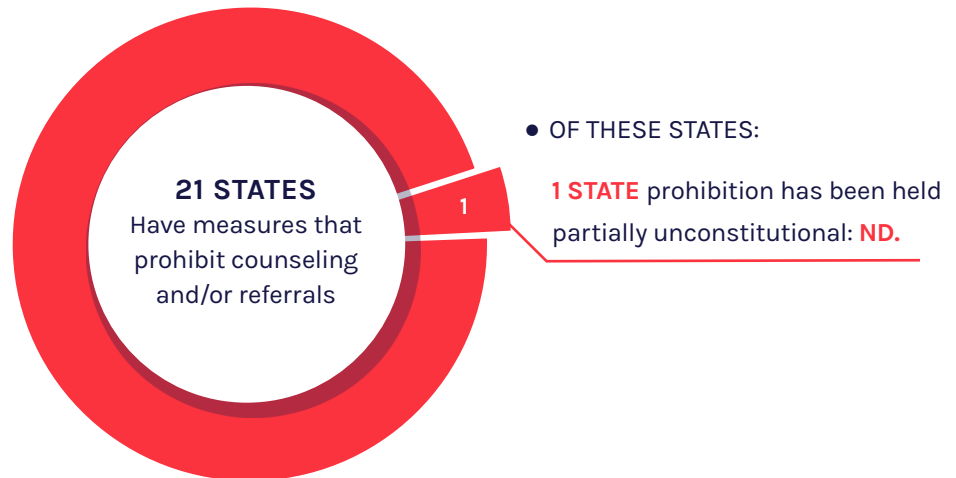 21 STATES
Have measures that
prohibit counseling
and/or referrals
1
● OF THESE STATES:
1 STATE prohibition has been held
partially unconstitutional: ND.